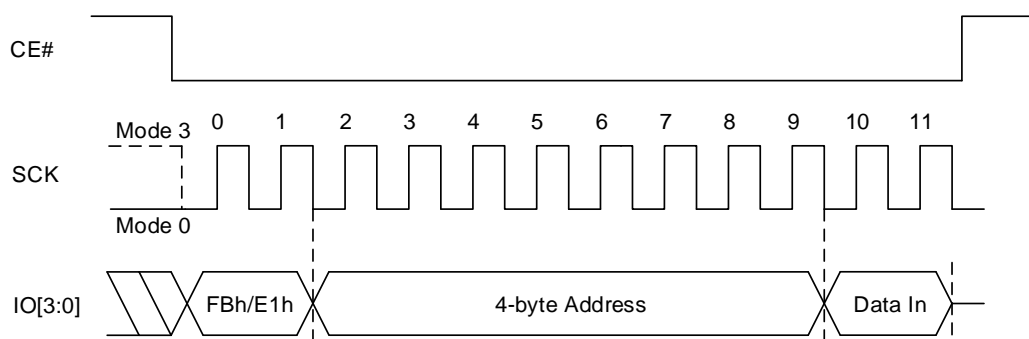 CE#
Mode 3
0 1 2 3 4 5 6 7 8 9 10 11
SCK
Mode 0
IO[3:0]
FBh/E1h
4-byte Address
Data In